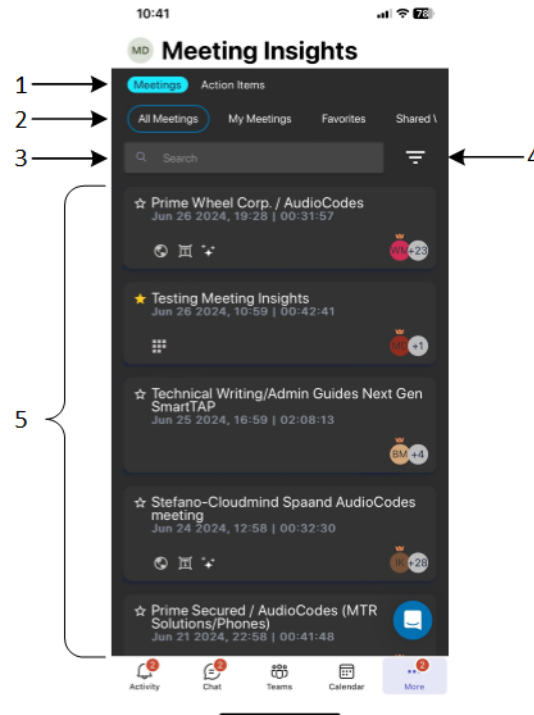 10:41
78
MD Meeting Insights
1 Meetings Action Items
2 All Meetings My Meetings Favorites Shared
3 Search 4
Prime Wheel Corp. / AudioCodes
Jun 26 2024, 19:28 | 00:31:57
WM +23
Testing Meeting Insights
Jun 26 2024, 10:59 | 00:42:41
MD +1
5
Technical Writing/Admin Guides Next Gen
SmartTAP
Jun 25 2024, 16:59 | 02:08:13
BM +4
Stefano-Cloudmind Spaand AudioCodes
meeting
Jun 24 2024, 12:58 | 00:32:30
IK +28
Prime Secured / AudioCodes (MTR
Solutions/Phones)
Jun 21 2024, 22:58 | 00:41:48
2 2 2
Activity Chat Teams Calendar More